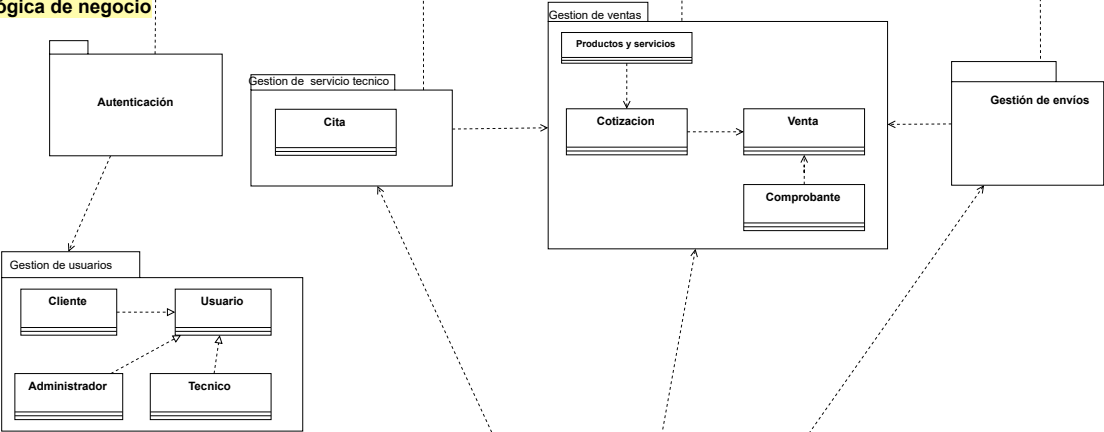 ógica de negocio
Gestion de ventas
Productos y servicios
Autenticación
Gestion de  servicio tecnico
Cita
Cotizacion
Venta
Gestión de envíos
Comprobante
Gestion de usuarios
Cliente
Usuario
Administrador
Tecnico